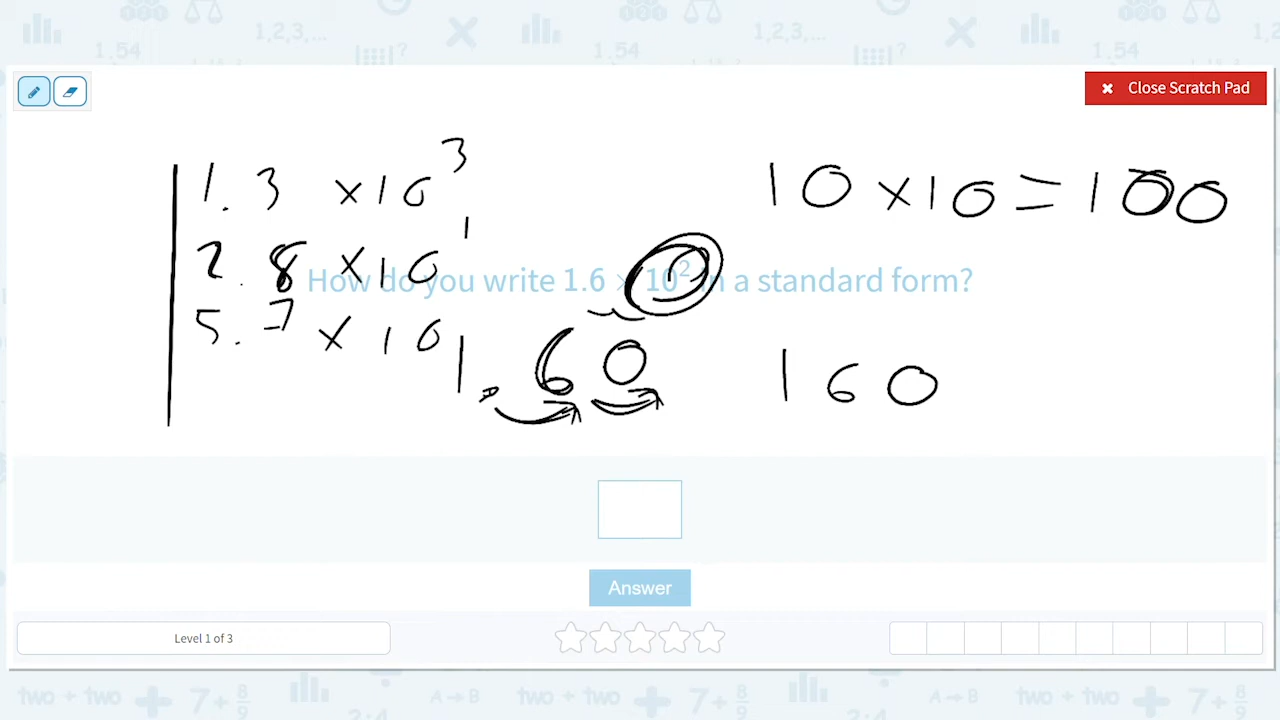 Close Scratch Pad
1.3 ×10³
10 ×10 = 100
2.8 ×10¹
How do you write 1.6 × 10² in a standard form?
5.7 ×10
1.60
160
Answer
Level 1 of 3